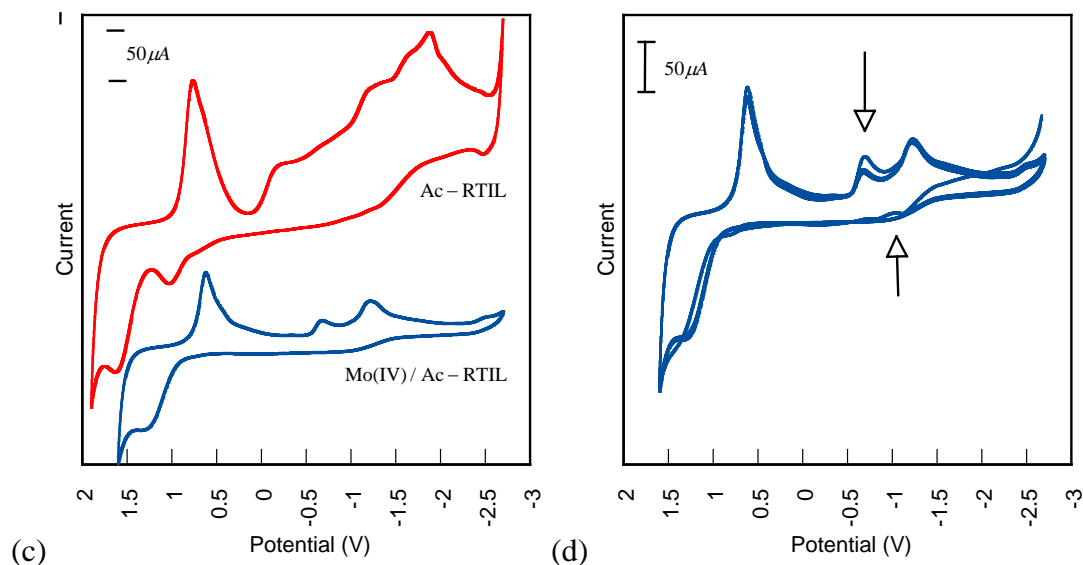 50μA
Current
Ac – RTIL
Mo(IV) / Ac – RTIL
2 1.5 1 0.5 0 -0.5 -1 -1.5 -2 -2.5 -3
Potential (V)
(c)
50μA
Current
2 1.5 1 0.5 0 -0.5 -1 -1.5 -2 -2.5 -3
Potential (V)
(d)